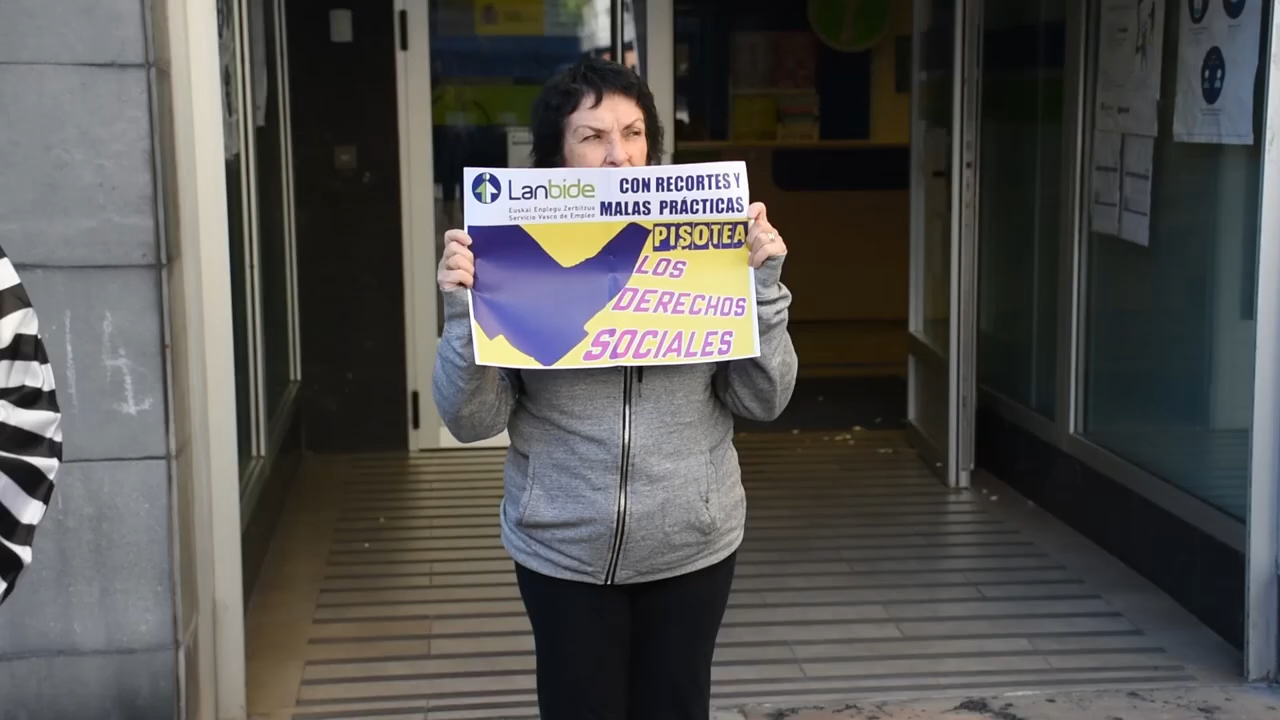 Lanbide
Euskal Enplegu Zerbitzua
Servicio Vasco de Empleo
CON RECORTES Y
MALAS PRÁCTICAS
PISOTEA
LOS
DERECHOS
SOCIALES